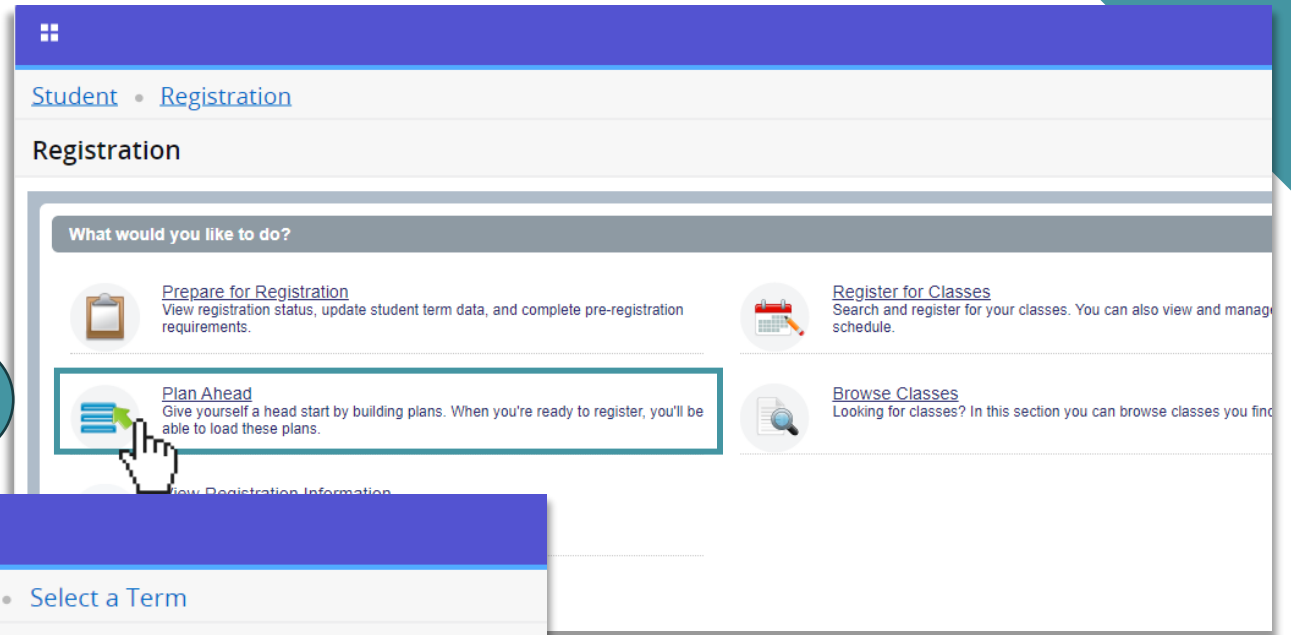 Student • Registration
Registration
What would you like to do?
Prepare for Registration
View registration status, update student term data, and complete pre-registration
requirements.
Register for Classes
Search and register for your classes. You can also view and manage
schedule.
Plan Ahead
Give yourself a head start by building plans. When you're ready to register, you'll be
able to load these plans.
Browse Classes
Looking for classes? In this section you can browse classes you find
View Registration Information
• Select a Term